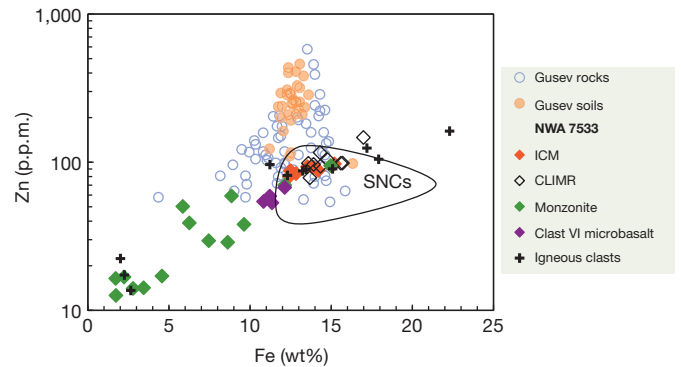 1,000
100
10
Zn (p.p.m.)
SNCs
0 5 10 15 20 25
Fe (wt%)
Gusev rocks
Gusev soils
NWA 7533
ICM
CLIMR
Monzonite
Clast VI microbasalt
Igneous clasts